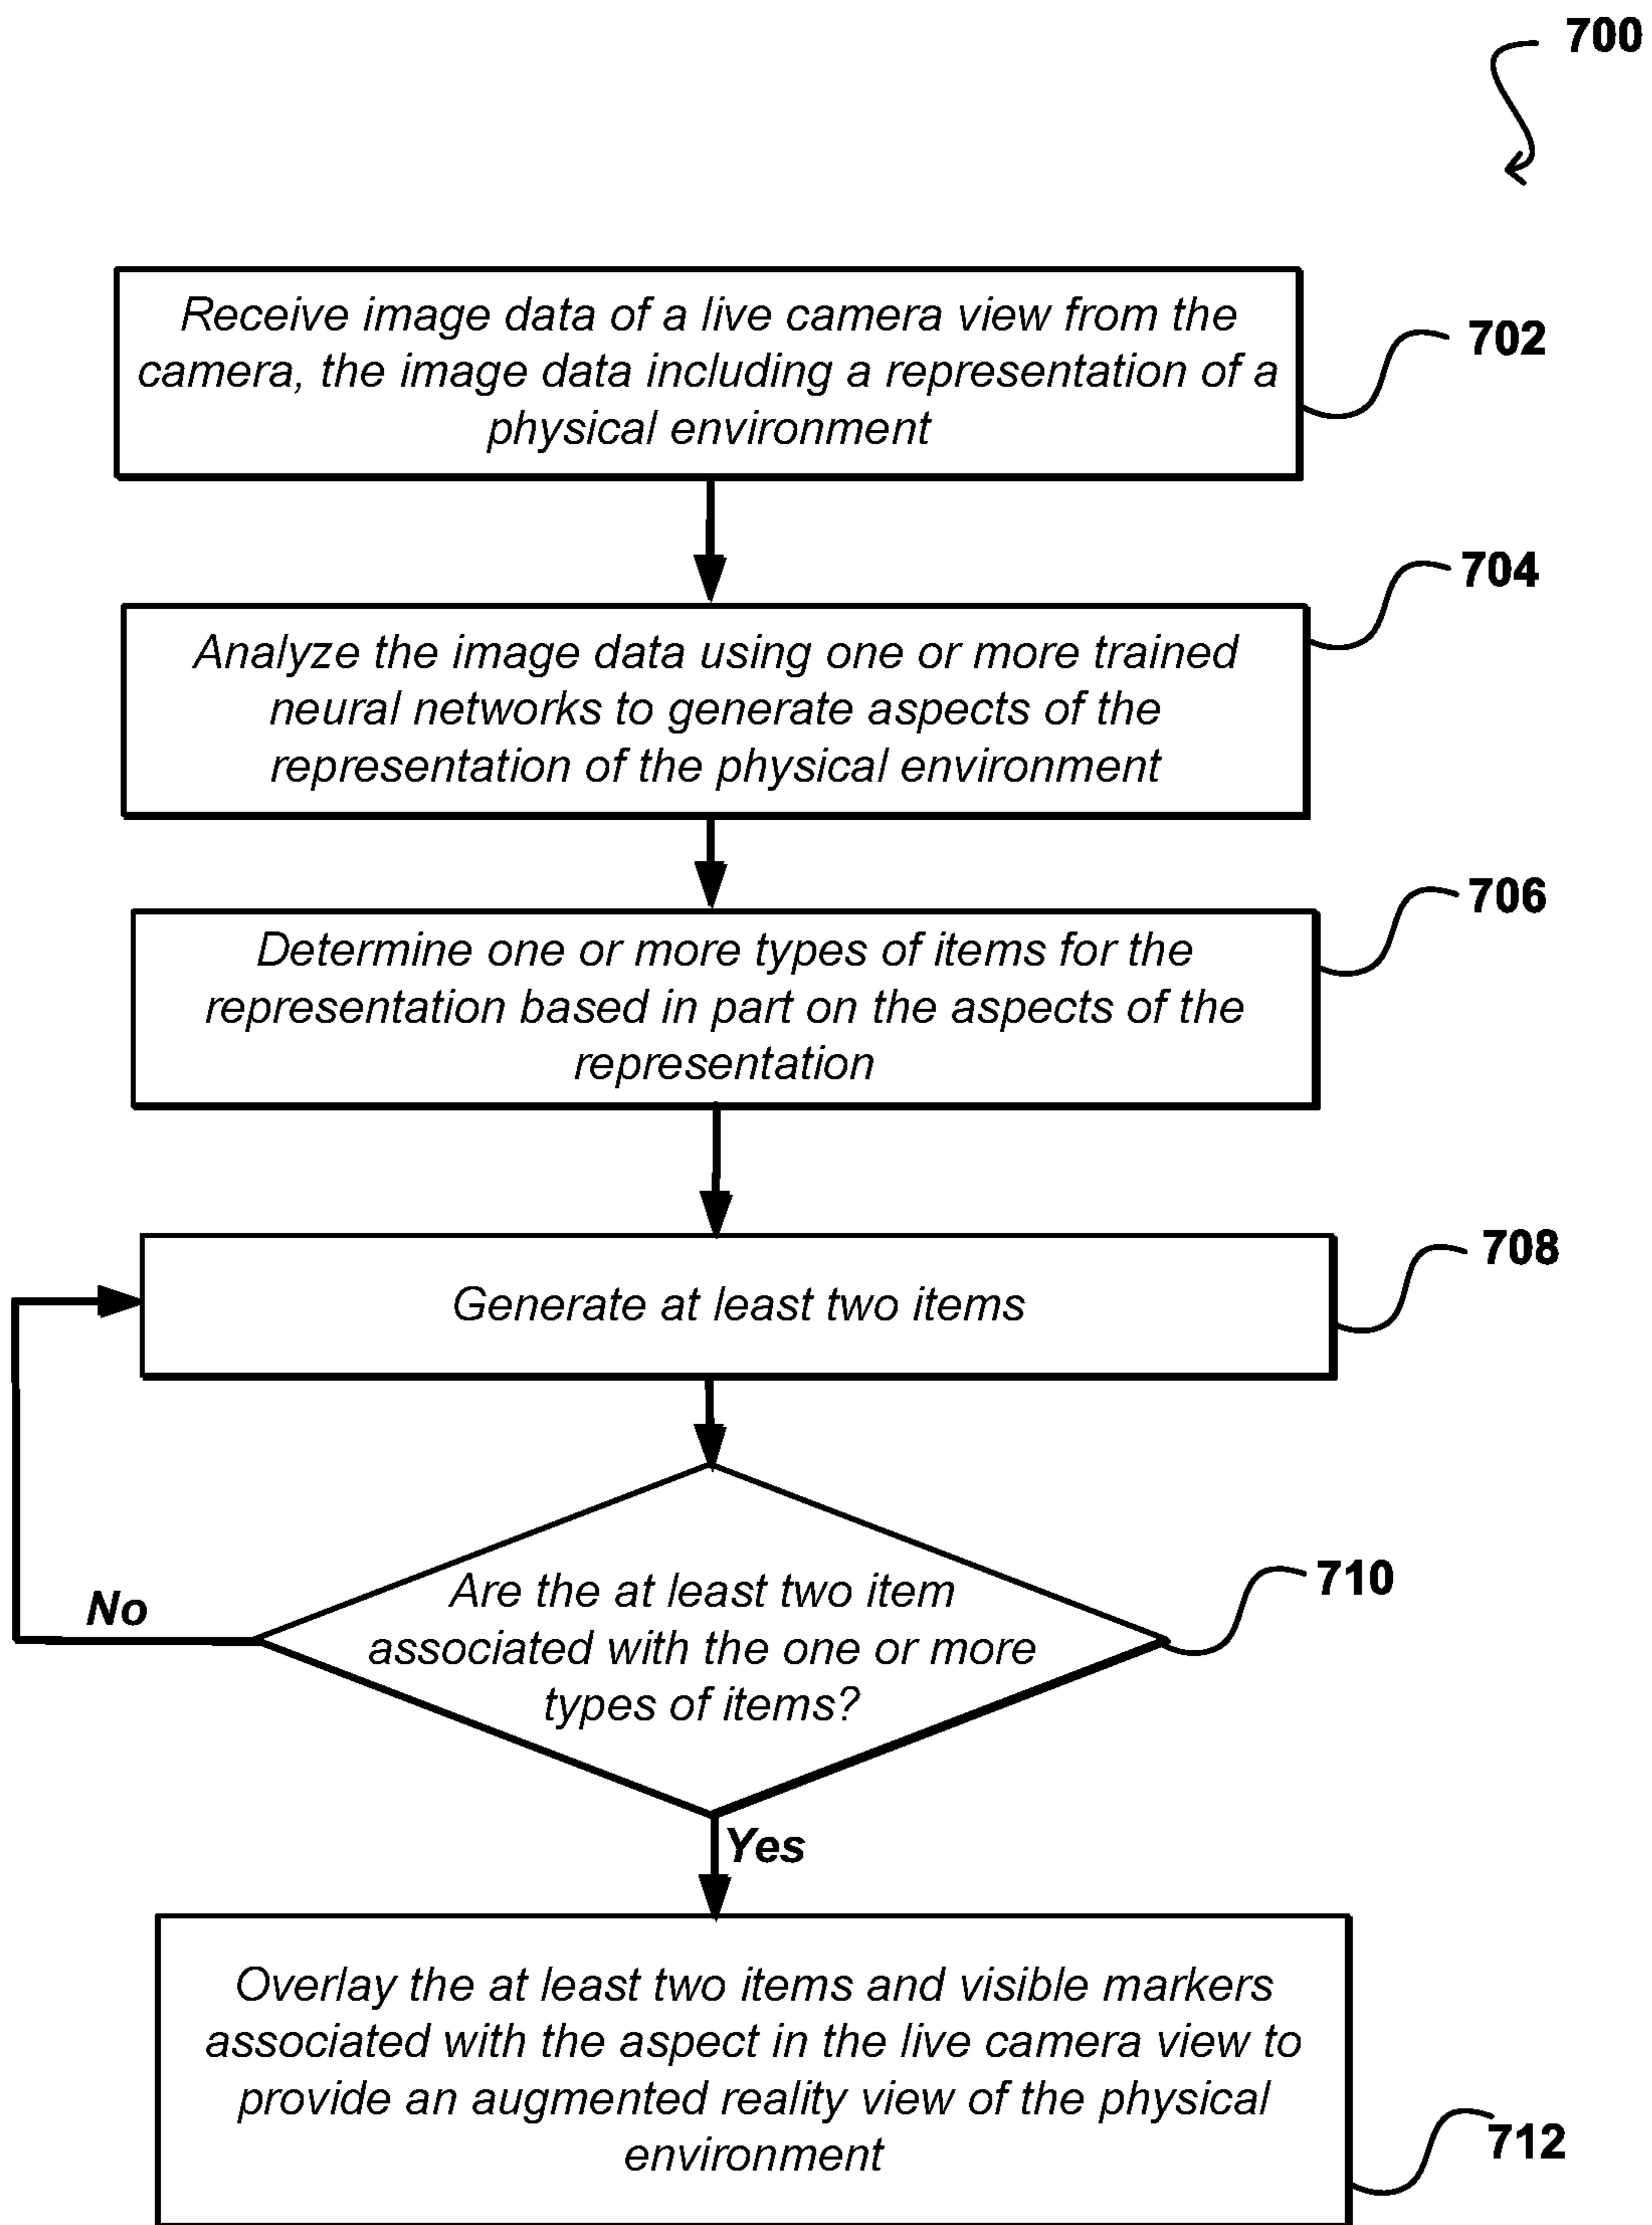 700
Receive image data of a live camera view from the
camera, the image data including a representation of a
physical environment
702
704
Analyze the image data using one or more trained
neural networks to generate aspects of the
representation of the physical environment
706
Determine one or more types of items for the
representation based in part on the aspects of the
representation
708
Generate at least two items
Are the at least two item
associated with the one or more
types of items?
710
No
Yes
Overlay the at least two items and visible markers
associated with the aspect in the live camera view to
provide an augmented reality view of the physical
environment
712